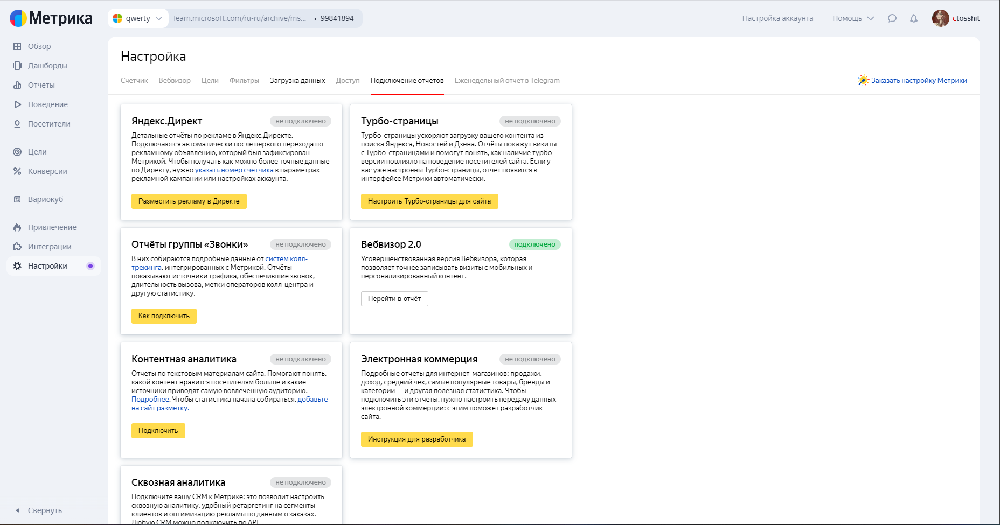 Метрика
qwerty
learn.microsoft.com/ru-ru/archive/ms... • 99841894
Настройка аккаунта
Помощь
ctosshit
Обзор
Дашборды
Отчеты
Поведение
Посетители
Цели
Конверсии
Вариокуб
Привлечение
Интеграции
Настройки
Свернуть
Настройка
Счетчик Вебвизор Цели Фильтры Загрузка данных Доступ Подключение отчетов Еженедельный отчет в Telegram
Заказать настройку Метрики
Яндекс.Директ не подключено
Детальные отчёты по рекламе в Яндекс.Директе.
Подключаются автоматически после первого перехода по
рекламному объявлению, который был зафиксирован
Метрикой. Чтобы получать как можно более точные данные
по Директу, нужно указать номер счетчика в параметрах
рекламной кампании или настройках аккаунта.
Разместить рекламу в Директе
Турбо-страницы не подключено
Турбо-страницы ускоряют загрузку вашего контента из
поиска Яндекса, Новостей и Дзена. Отчёты покажут визиты
с Турбо-страницами и помогут понять, как наличие турбо-
версии повлияло на поведение посетителей сайта. Если у
вас уже настроены Турбо-страницы, отчёт появится в
интерфейсе Метрики автоматически.
Настроить Турбо-страницы для сайта
Отчёты группы «Звонки» не подключено
В них собираются подробные данные от систем колл-
трекинга, интегрированных с Метрикой. Отчёты
показывают источники трафика, обеспечившие звонок,
длительность вызова, метки операторов колл-центра и
другую статистику.
Как подключить
Вебвизор 2.0 подключено
Усовершенствованная версия Вебвизора, которая
позволяет точнее записывать визиты с мобильных и
персонализированный контент.
Перейти в отчёт
Контентная аналитика не подключено
Отчеты по текстовым материалам сайта. Помогают понять,
какой контент нравится посетителям больше и какие
источники приводят самую вовлеченную аудиторию.
Подробнее. Чтобы статистика начала собираться, добавьте
на сайт разметку.
Подключить
Электронная коммерция не подключено
Подробные отчеты для интернет-магазинов: продажи,
доход, средний чек, самые популярные товары, бренды и
категории — и другая полезная статистика. Чтобы
подключить эти отчеты, нужно настроить передачу данных
электронной коммерции: с этим поможет разработчик
сайта.
Инструкция для разработчика
Сквозная аналитика не подключено
Подключите вашу CRM к Метрике: это позволит настроить
сквозную аналитику, удобный ретаргетинг на сегменты
клиентов и оптимизацию рекламы по данным о заказах.
Любую CRM можно подключить по API.